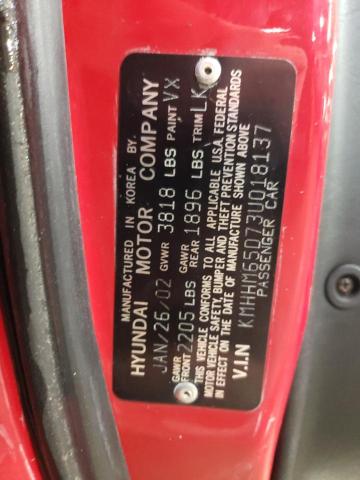 MANUFACTURED IN KOREA BY
HYUNDAI MOTOR COMPANY
JAN/26/02 GVWR 3818 LBS PAINT VX
GAWR FRONT 2205 LBS GAWR REAR 1896 LBS TRIM LK
THIS VEHICLE CONFORMS TO ALL APPLICABLE U.S.A. FEDERAL
MOTOR VEHICLE SAFETY, BUMPER AND THEFT PREVENTION STANDARDS
IN EFFECT ON THE DATE OF MANUFACTURE SHOWN ABOVE
V.I.N KMHHM65D73U018137
PASSENGER CAR